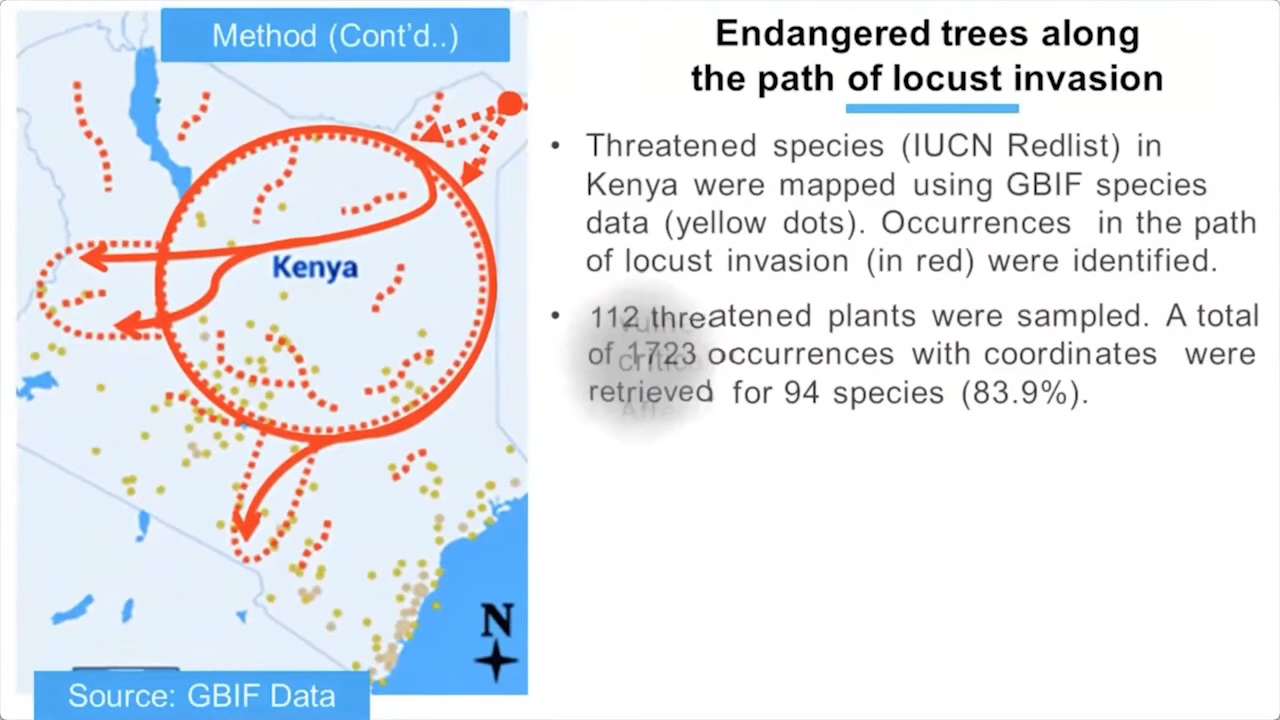 Method (Cont’d..)
Endangered trees along
the path of locust invasion
• Threatened species (IUCN Redlist) in
Kenya were mapped using GBIF species
data (yellow dots). Occurrences in the path
of locust invasion (in red) were identified.
• 112 threatened plants were sampled. A total
of 1723 occurrences with coordinates were
retrieved for 94 species (83.9%).
Kenya
N
Source: GBIF Data